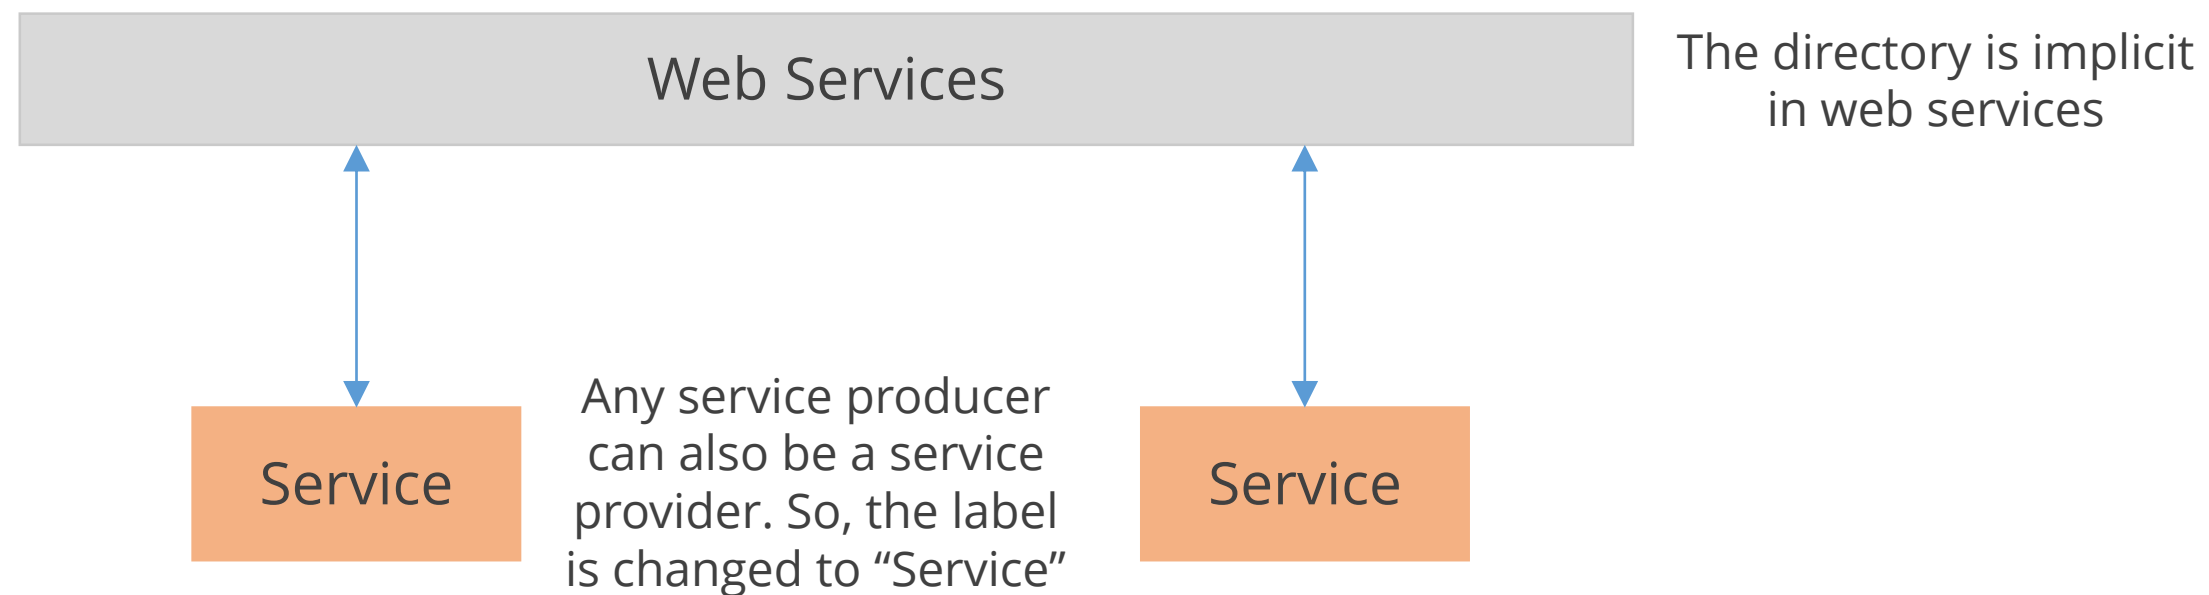 Web Services
The directory is implicit
in web services
Service
Any service producer
can also be a service
provider. So, the label
is changed to “Service”
Service